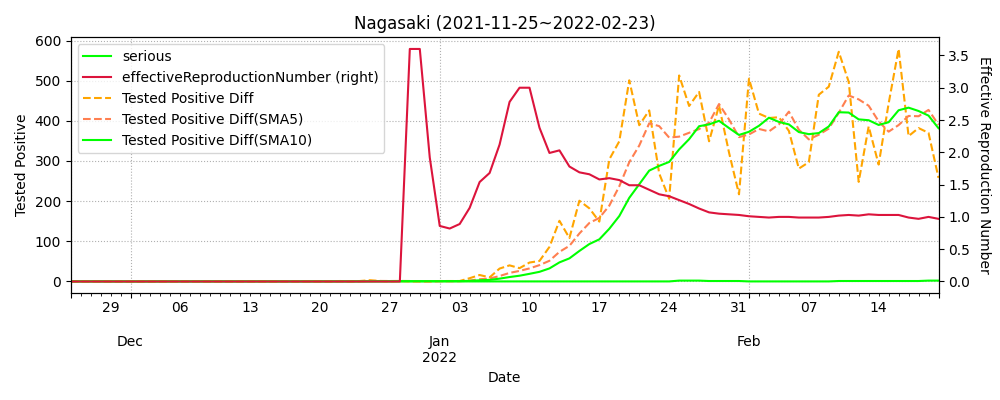 Nagasaki (2021-11-25~2022-02-23)
600
500
400
300
200
100
0
Tested Positive
serious
effectiveReproductionNumber (right)
Tested Positive Diff
Tested Positive Diff(SMA5)
Tested Positive Diff(SMA10)
3.5
3.0
2.5
2.0
1.5
1.0
0.5
0.0
Effective Reproduction Number
29 06 13 20 27 03 10 17 24 31 07 14
Dec Jan Feb
2022
Date